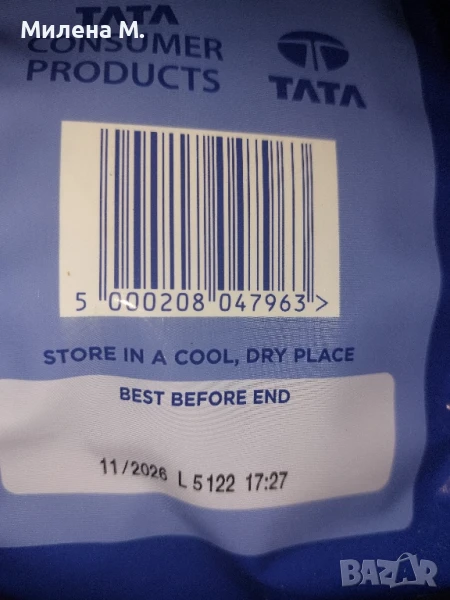 Милена М.
TATA
CONSUMER
PRODUCTS
TATA
5 000208 047963>
STORE IN A COOL, DRY PLACE
BEST BEFORE END
11/2026 L 5122 17:27
BAZAR